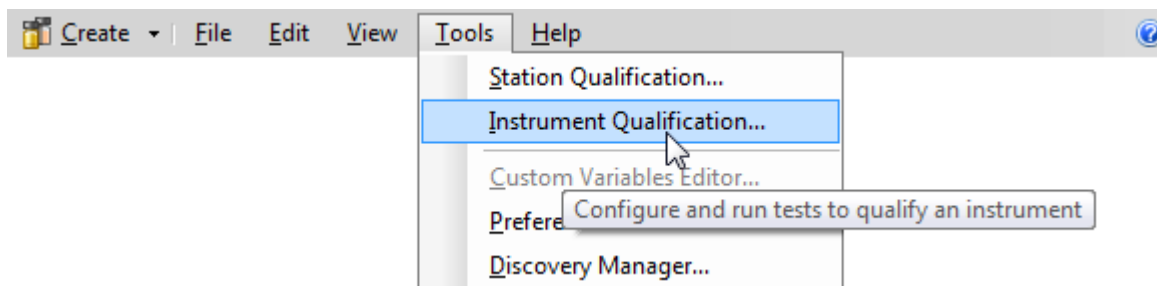 Create File Edit View Tools Help
Station Qualification...
Instrument Qualification...
Custom Variables Editor...
Configure and run tests to qualify an instrument
Discovery Manager...